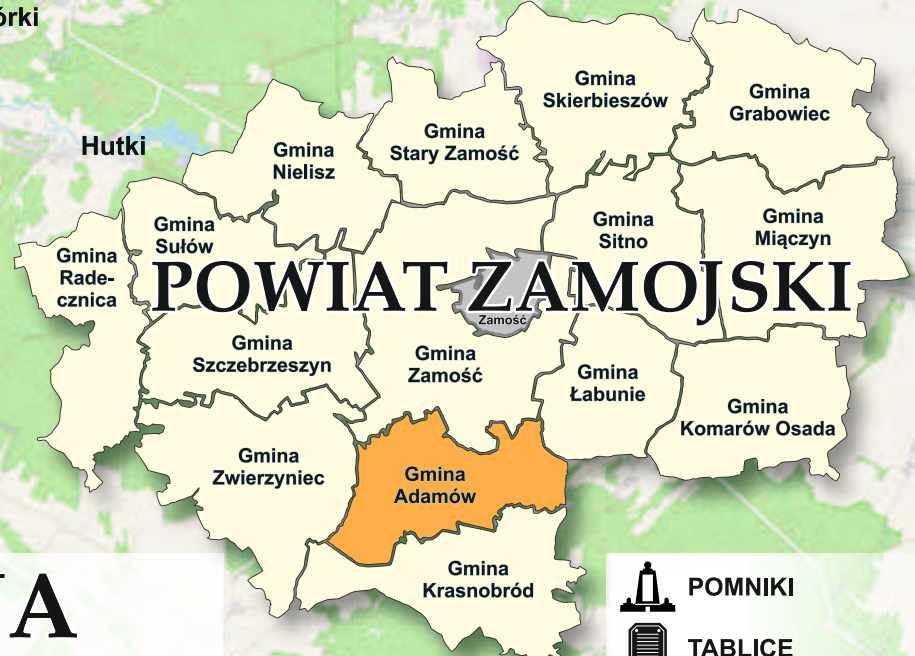 Hutki
Gmina
Skierbieszów
Gmina
Grabowiec
Gmina
Stary Zamość
Gmina
Nielisz
Gmina
Sułów
Gmina
Sitno
Gmina
Miączyn
Gmina
Rade-
cznica
POWIAT ZAMOJSKI
Zamość
Gmina
Szczebrzeszyn
Gmina
Zamość
Gmina
Łabunie
Gmina
Komarów Osada
Gmina
Zwierzyniec
Gmina
Adamów
Gmina
Krasnobród
A
POMNIKI
TABLICE